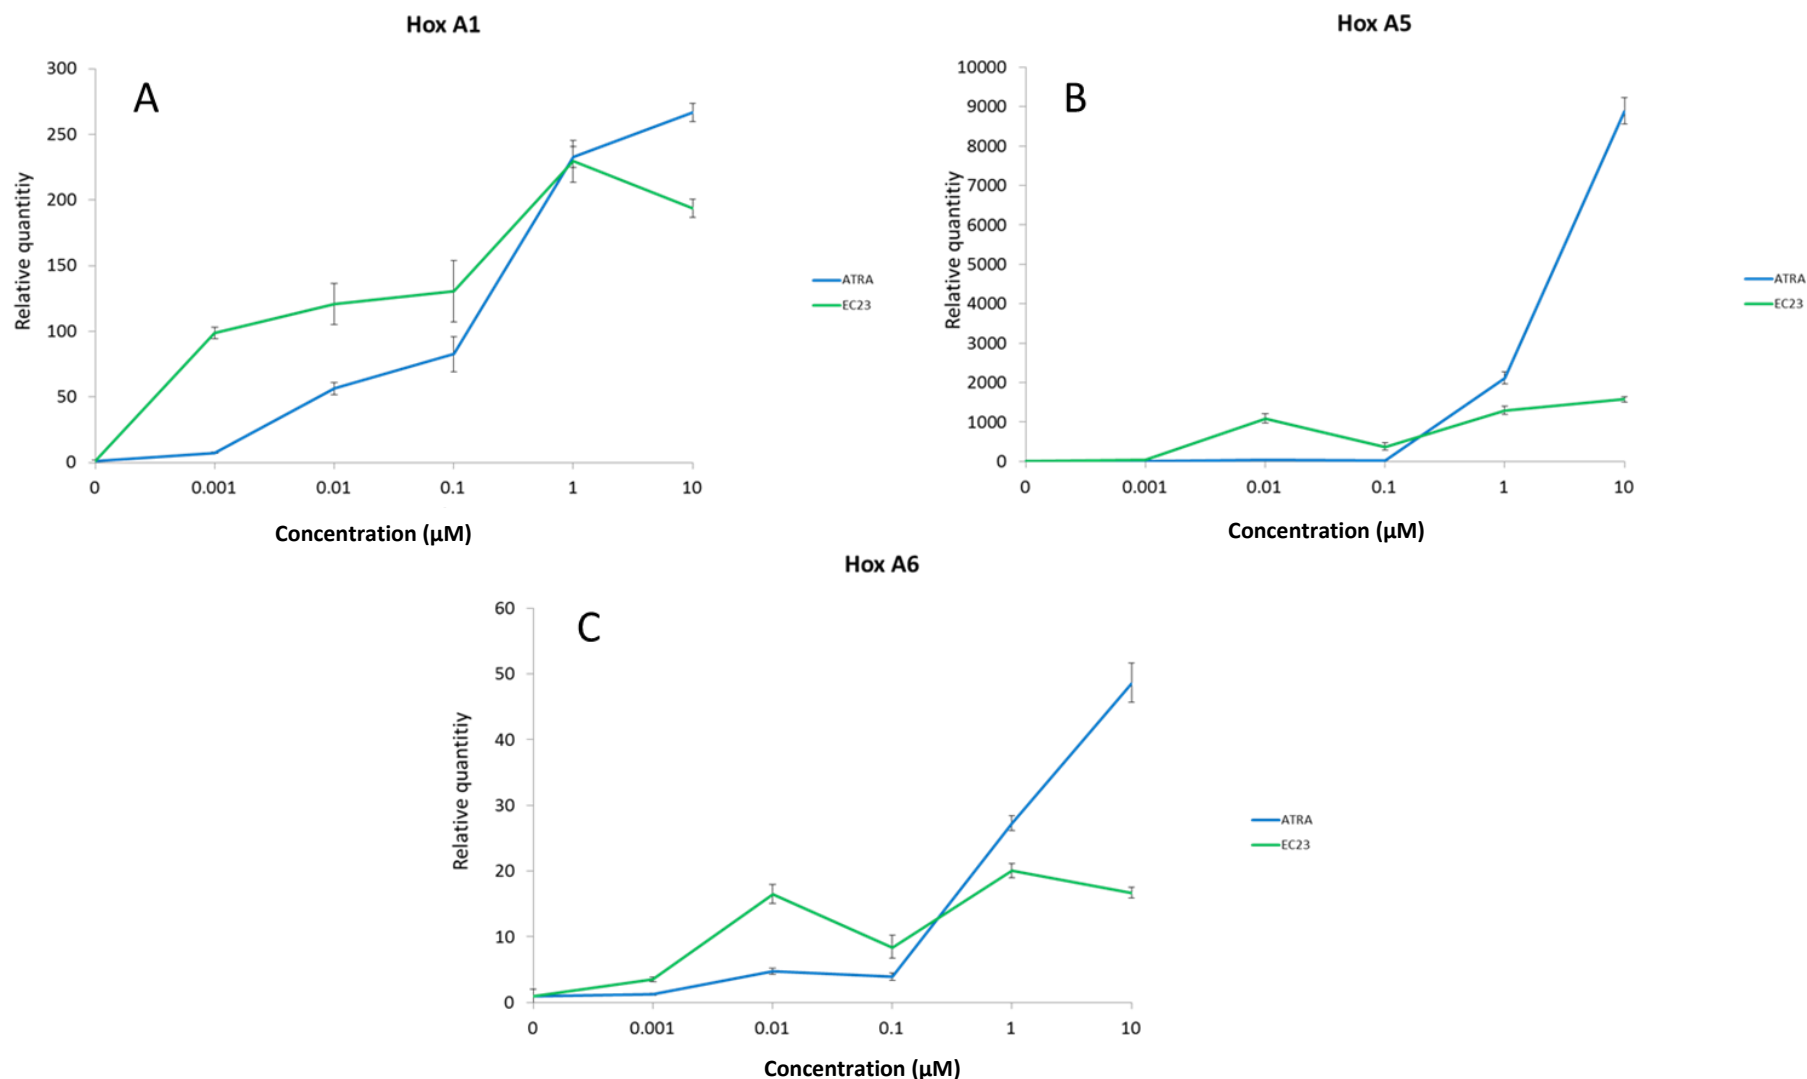 Hox A1
A
300
250
200
150
100
50
0
Relative quantitiy
0 0.001 0.01 0.1 1 10
Concentration (µM)
ATRA
EC23
Hox A5
B
10000
9000
8000
7000
6000
5000
4000
3000
2000
1000
0
Relative quantitiy
0 0.001 0.01 0.1 1 10
Concentration (µM)
ATRA
EC23
Hox A6
C
60
50
40
30
20
10
0
Relative quantitiy
0 0.001 0.01 0.1 1 10
Concentration (µM)
ATRA
EC23